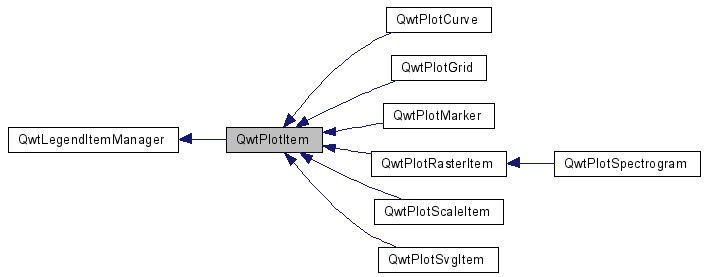 QwtPlotCurve
QwtPlotGrid
QwtPlotMarker
QwtLegendItemManager
QwtPlotItem
QwtPlotRasterItem
QwtPlotSpectrogram
QwtPlotScaleItem
QwtPlotSvgItem